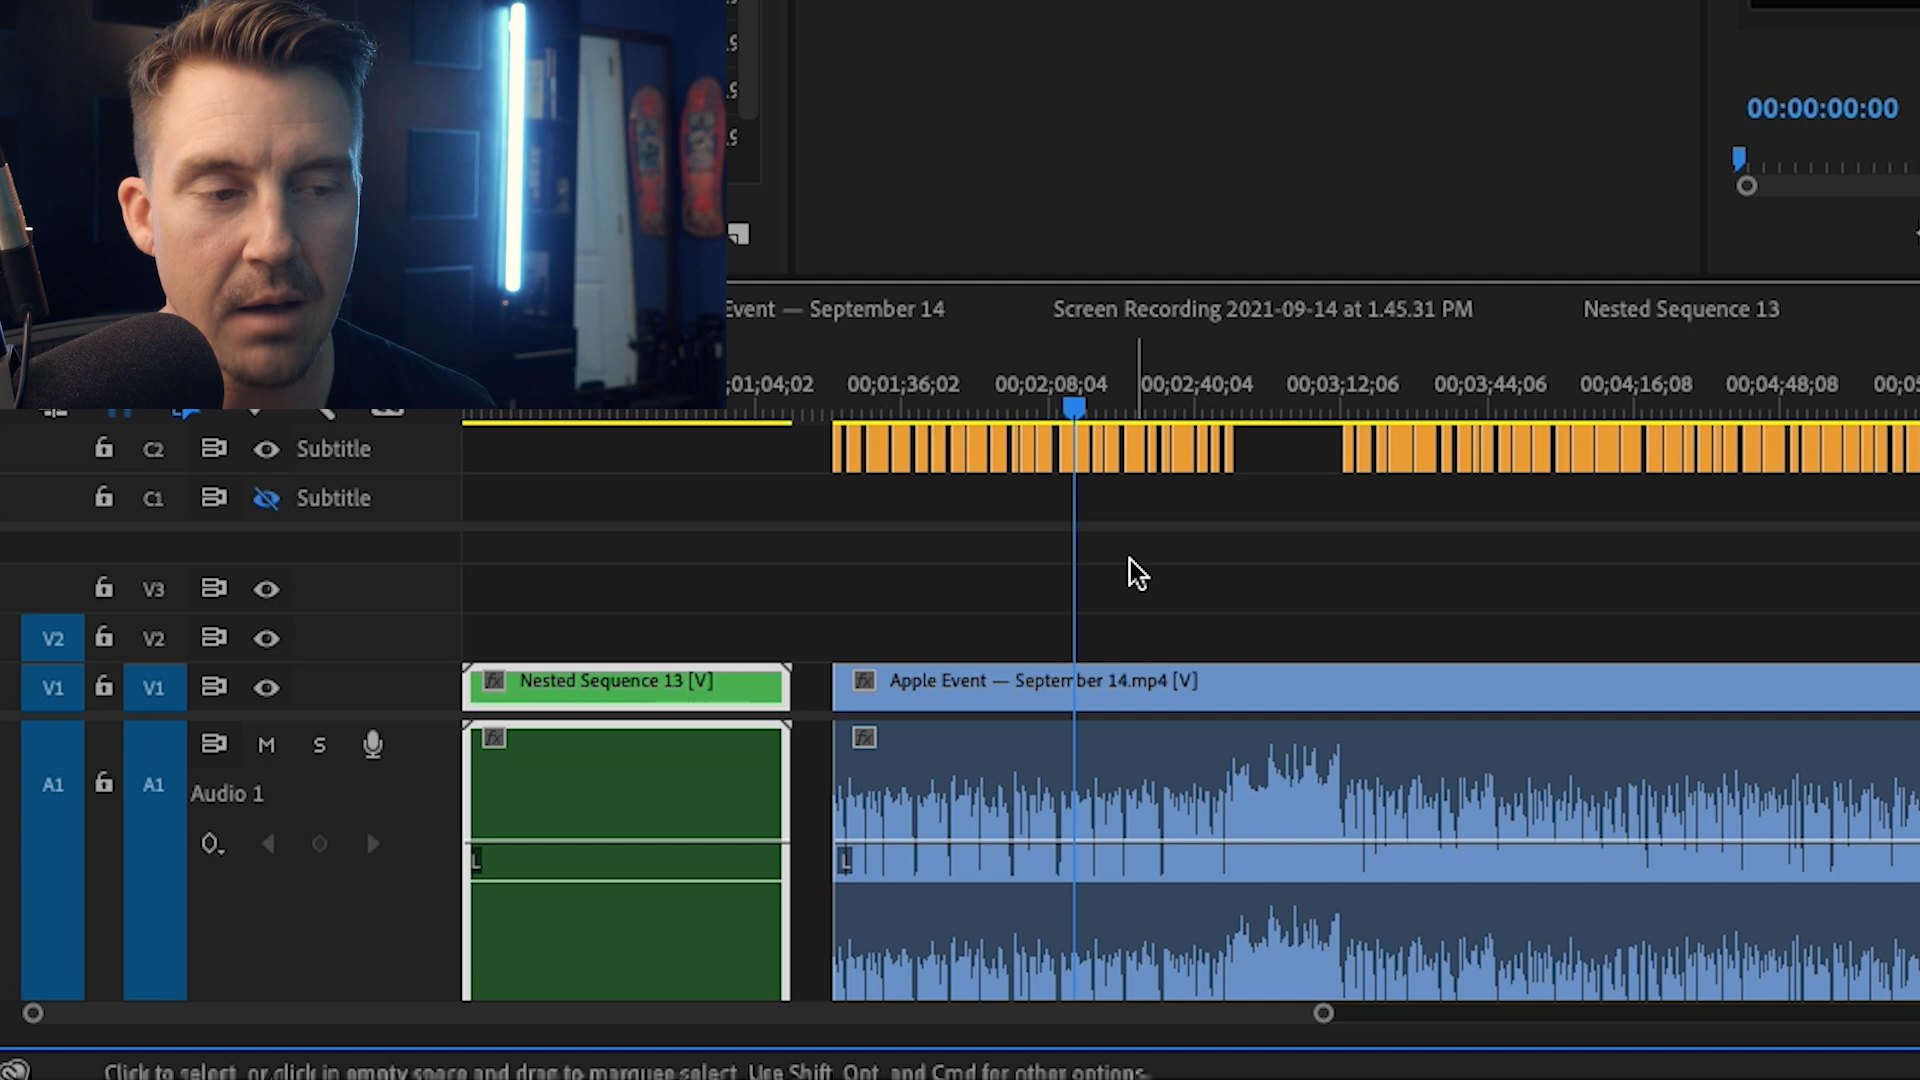 00:00:00:00
Event — September 14 Screen Recording 2021-09-14 at 1.45.31 PM Nested Sequence 13
;01;04;02 00;01;36;02 00;02;08;04 00;02;40;04 00;03;12;06 00;03;44;06 00;04;16;08 00;04;48;08
C2 Subtitle
C1 Subtitle
V3
V2 V2
V1 V1 fx Nested Sequence 13 [V] fx Apple Event — September 14.mp4 [V]
M S fx fx
A1 A1
Audio 1
L L
Click to select, or click in empty space and drag to marquee select. Use Shift, Opt, and Cmd for other options.